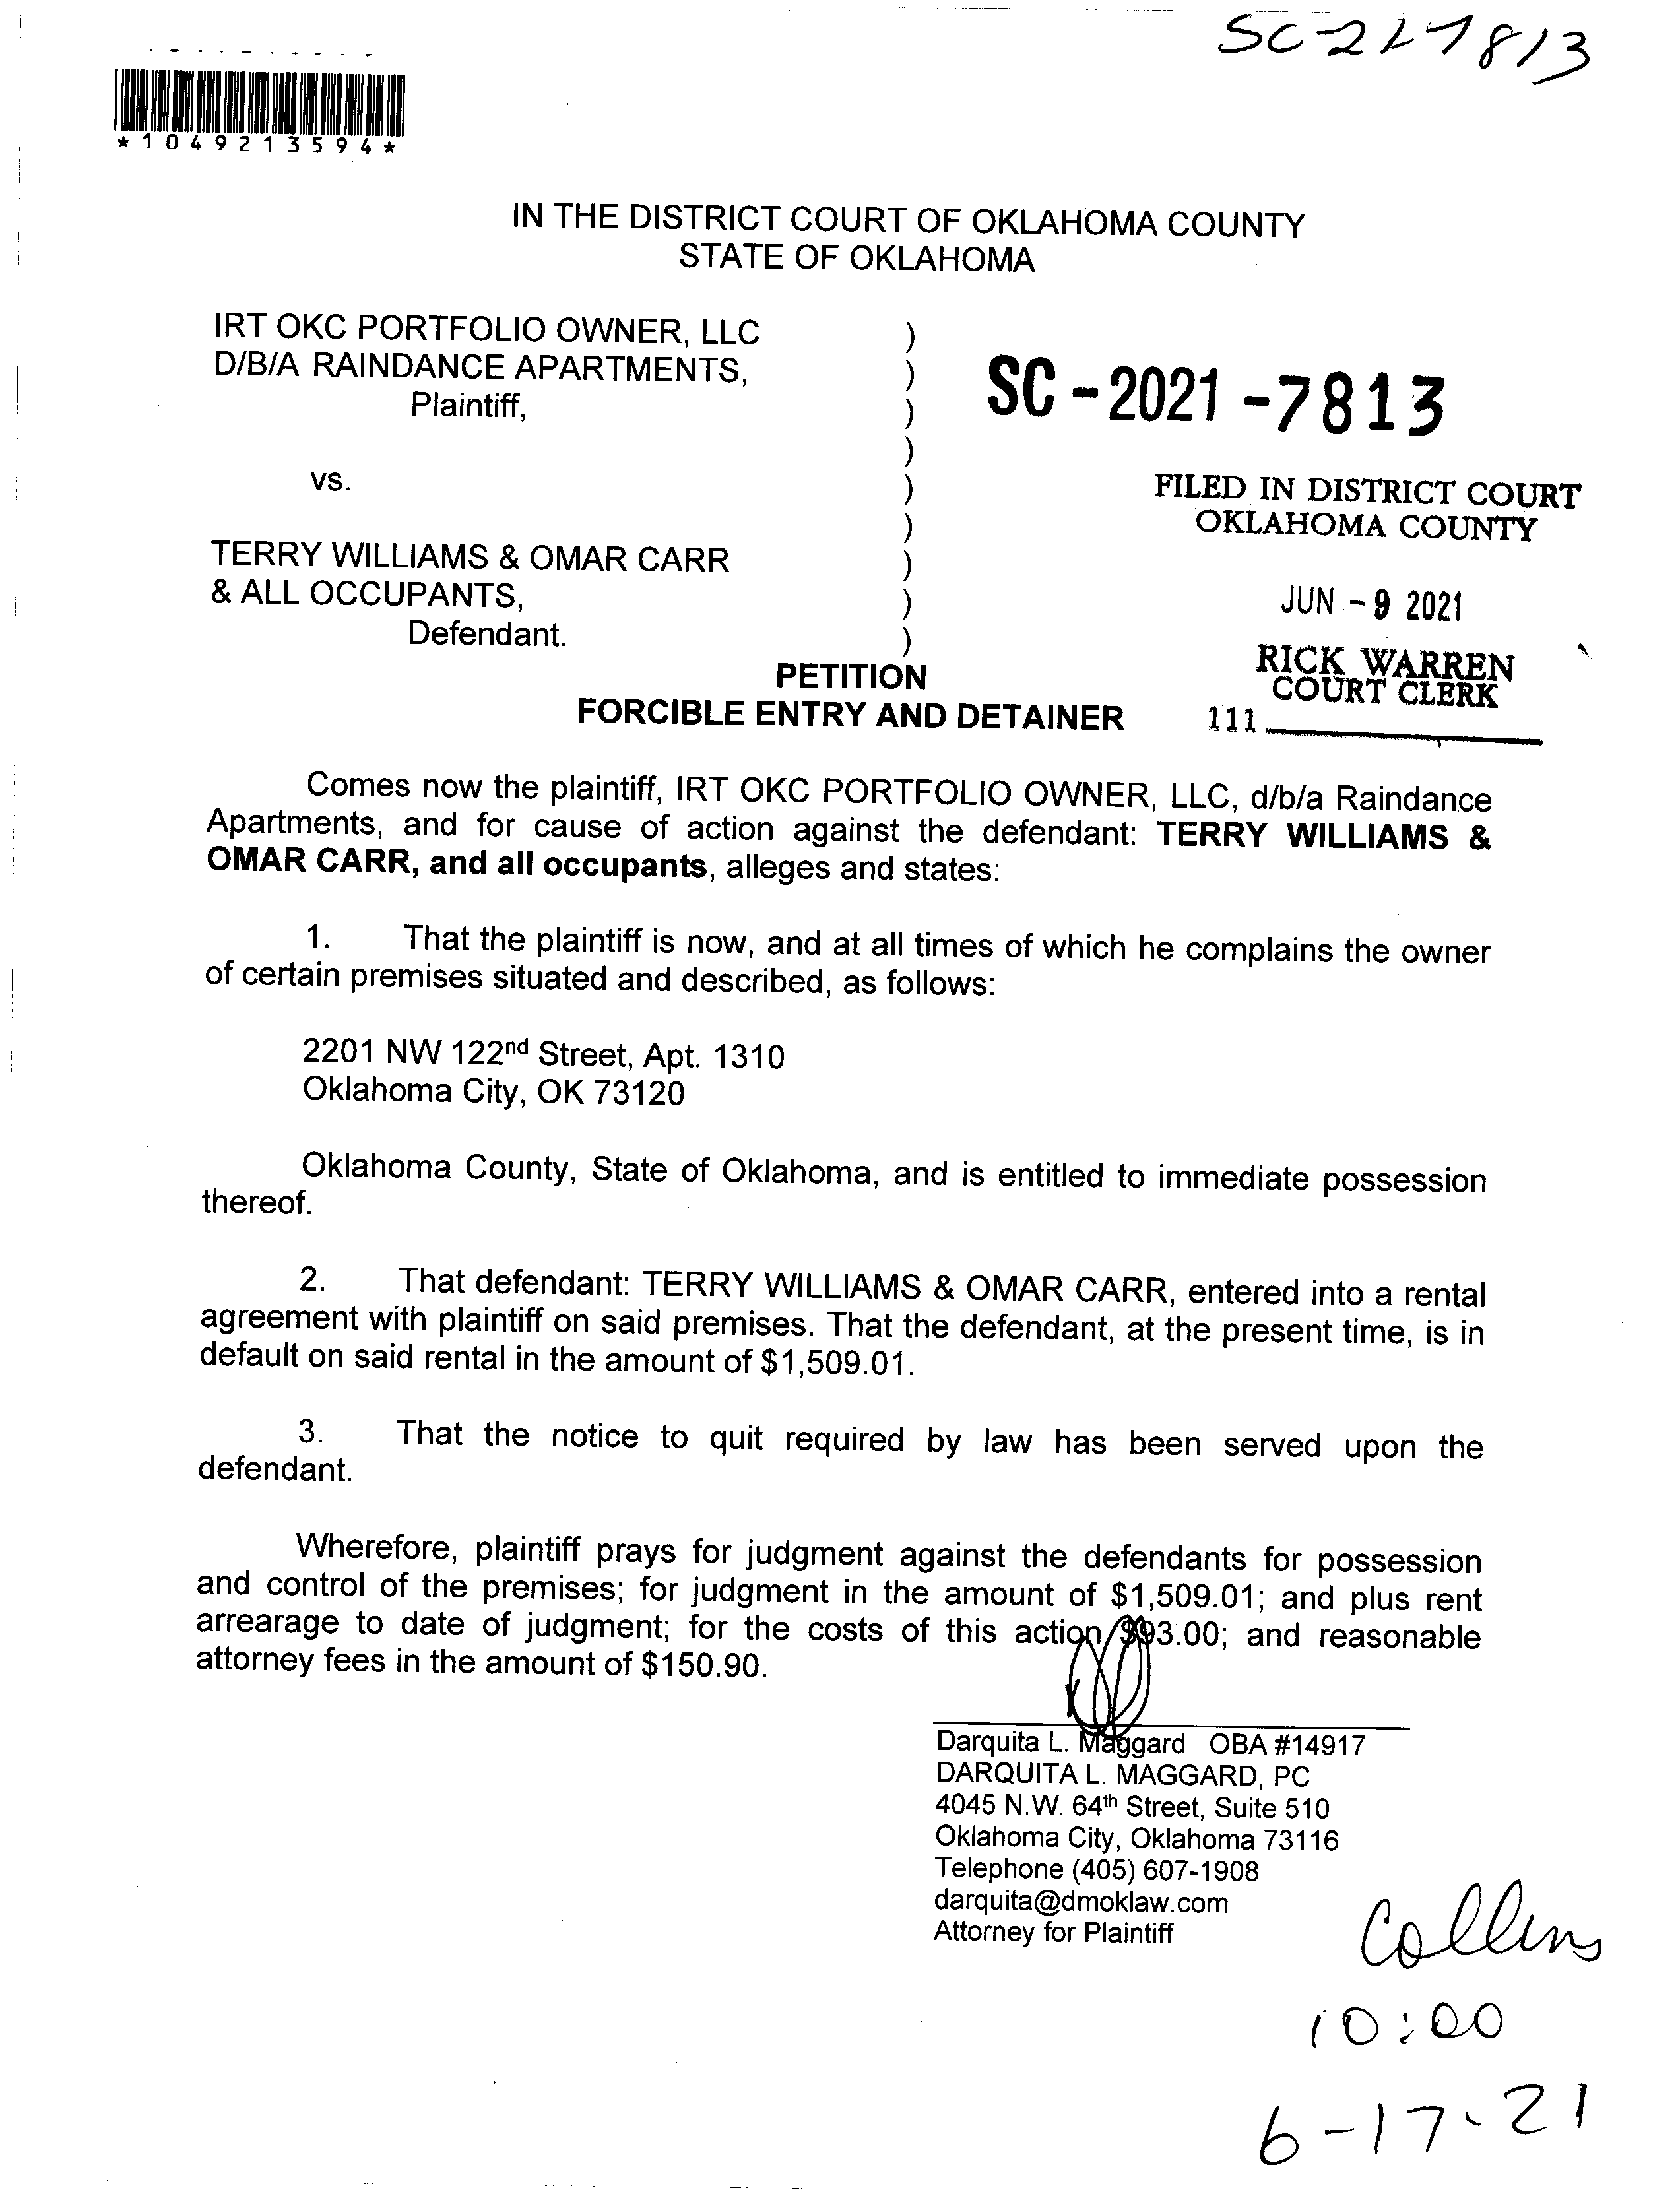 SC-21-7813
*1049213594*
IN THE DISTRICT COURT OF OKLAHOMA COUNTY
STATE OF OKLAHOMA
IRT OKC PORTFOLIO OWNER, LLC )
D/B/A RAINDANCE APARTMENTS, )
Plaintiff, )
)
vs. )
)
TERRY WILLIAMS & OMAR CARR )
& ALL OCCUPANTS, )
Defendant. )
SC-2021-7813
FILED IN DISTRICT COURT
OKLAHOMA COUNTY
JUN -9 2021
RICK WARREN
COURT CLERK
111
PETITION
FORCIBLE ENTRY AND DETAINER
Comes now the plaintiff, IRT OKC PORTFOLIO OWNER, LLC, d/b/a Raindance
Apartments, and for cause of action against the defendant: TERRY WILLIAMS &
OMAR CARR, and all occupants, alleges and states:
1. That the plaintiff is now, and at all times of which he complains the owner
of certain premises situated and described, as follows:
2201 NW 122nd Street, Apt. 1310
Oklahoma City, OK 73120
Oklahoma County, State of Oklahoma, and is entitled to immediate possession
thereof.
2. That defendant: TERRY WILLIAMS & OMAR CARR, entered into a rental
agreement with plaintiff on said premises. That the defendant, at the present time, is in
default on said rental in the amount of $1,509.01.
3. That the notice to quit required by law has been served upon the
defendant.
Wherefore, plaintiff prays for judgment against the defendants for possession
and control of the premises; for judgment in the amount of $1,509.01; and plus rent
arrearage to date of judgment; for the costs of this action $93.00; and reasonable
attorney fees in the amount of $150.90.
Darquita L. Maggard OBA #14917
DARQUITA L. MAGGARD, PC
4045 N.W. 64th Street, Suite 510
Oklahoma City, Oklahoma 73116
Telephone (405) 607-1908
darquita@dmoklaw.com
Attorney for Plaintiff
Collins
10:00
6-17-21